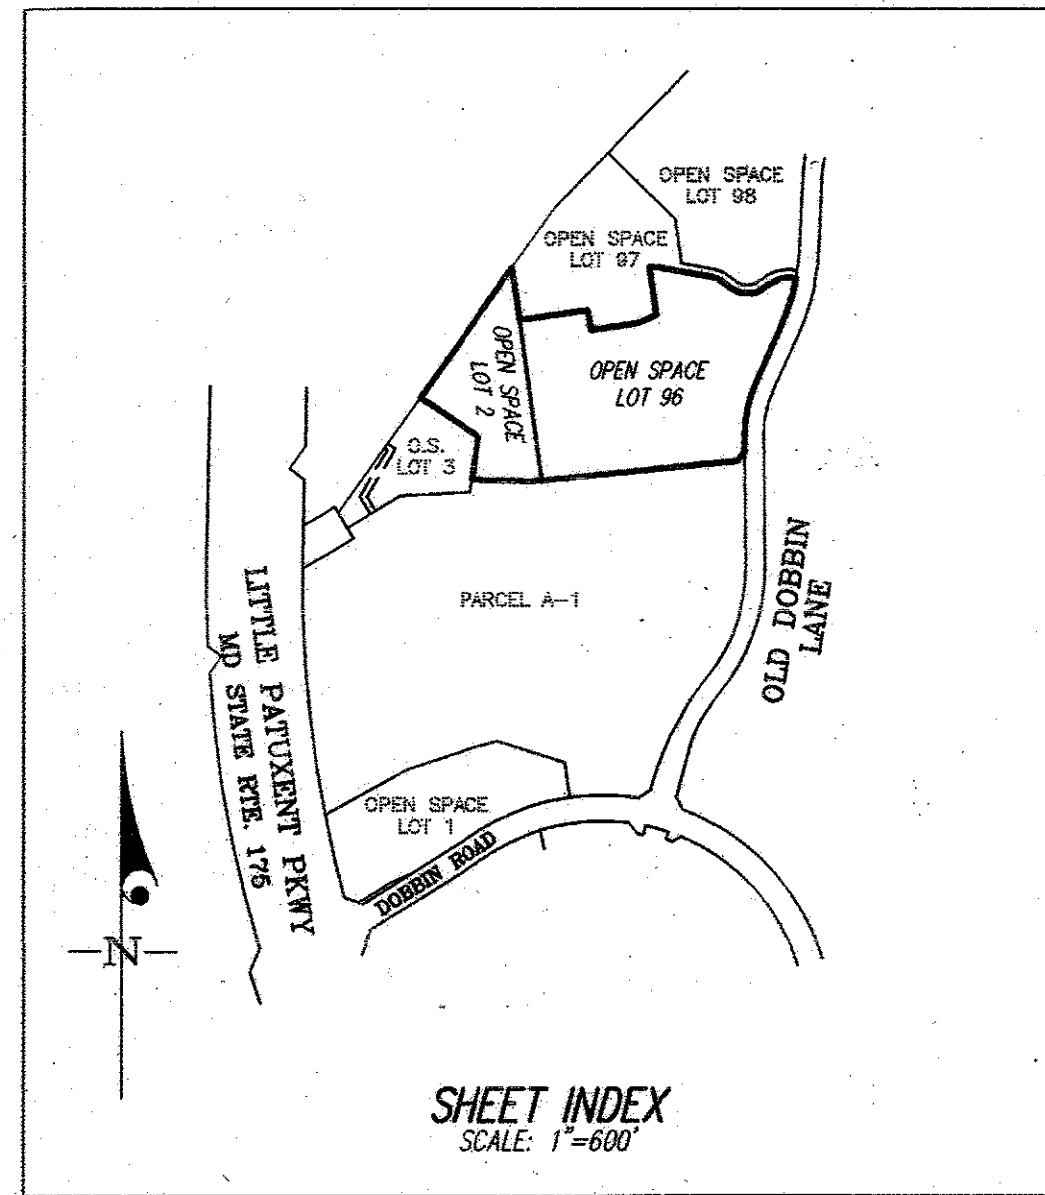 OPEN SPACE
LOT 98
OPEN SPACE
LOT 97
OPEN SPACE
LOT 2
OPEN SPACE
LOT 96
O.S.
LOT 3
PARCEL A-1
OLD DOBBIN
LANE
LITTLE PATUXENT PKWY
MD STATE RTE. 175
OPEN SPACE
LOT 1
DOBBIN ROAD
N
SHEET INDEX
SCALE: 1"=600'